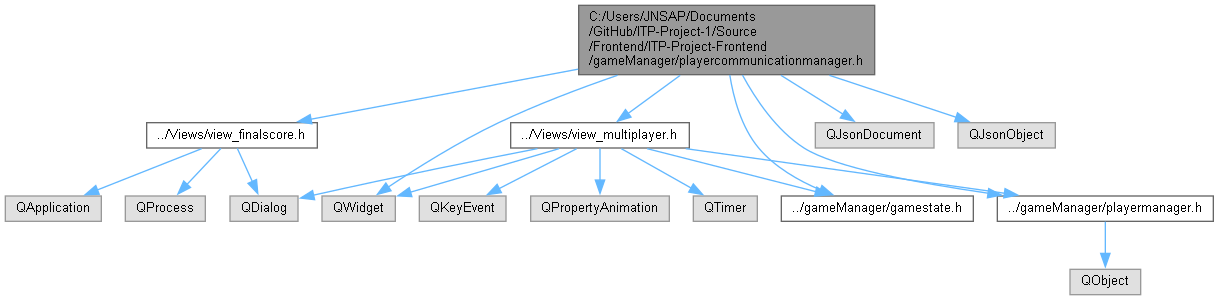 C:/Users/JNSAP/Documents
/GitHub/ITP-Project-1/Source
/Frontend/ITP-Project-Frontend
/gameManager/playercommunicationmanager.h
../Views/view_finalscore.h
../Views/view_multiplayer.h
QJsonDocument
QJsonObject
QApplication
QProcess
QDialog
QWidget
QKeyEvent
QPropertyAnimation
QTimer
../gameManager/gamestate.h
../gameManager/playermanager.h
QObject